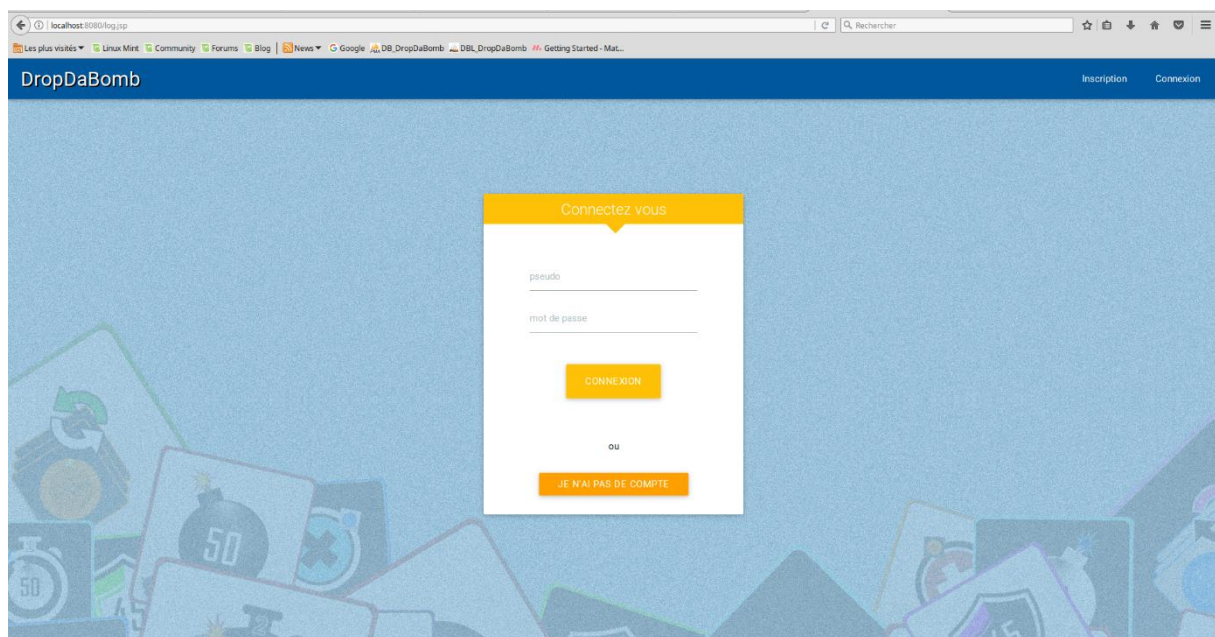 localhost:8080/log.jsp
Rechercher
Les plus visités Linux Mint Community Forums Blog News Google DB_DropDaBomb DBL_DropDaBomb Getting Started - Mat...
DropDaBomb Inscription Connexion
Connectez vous
pseudo
mot de passe
CONNEXION
ou
JE N'AI PAS DE COMPTE
50
50
45
2